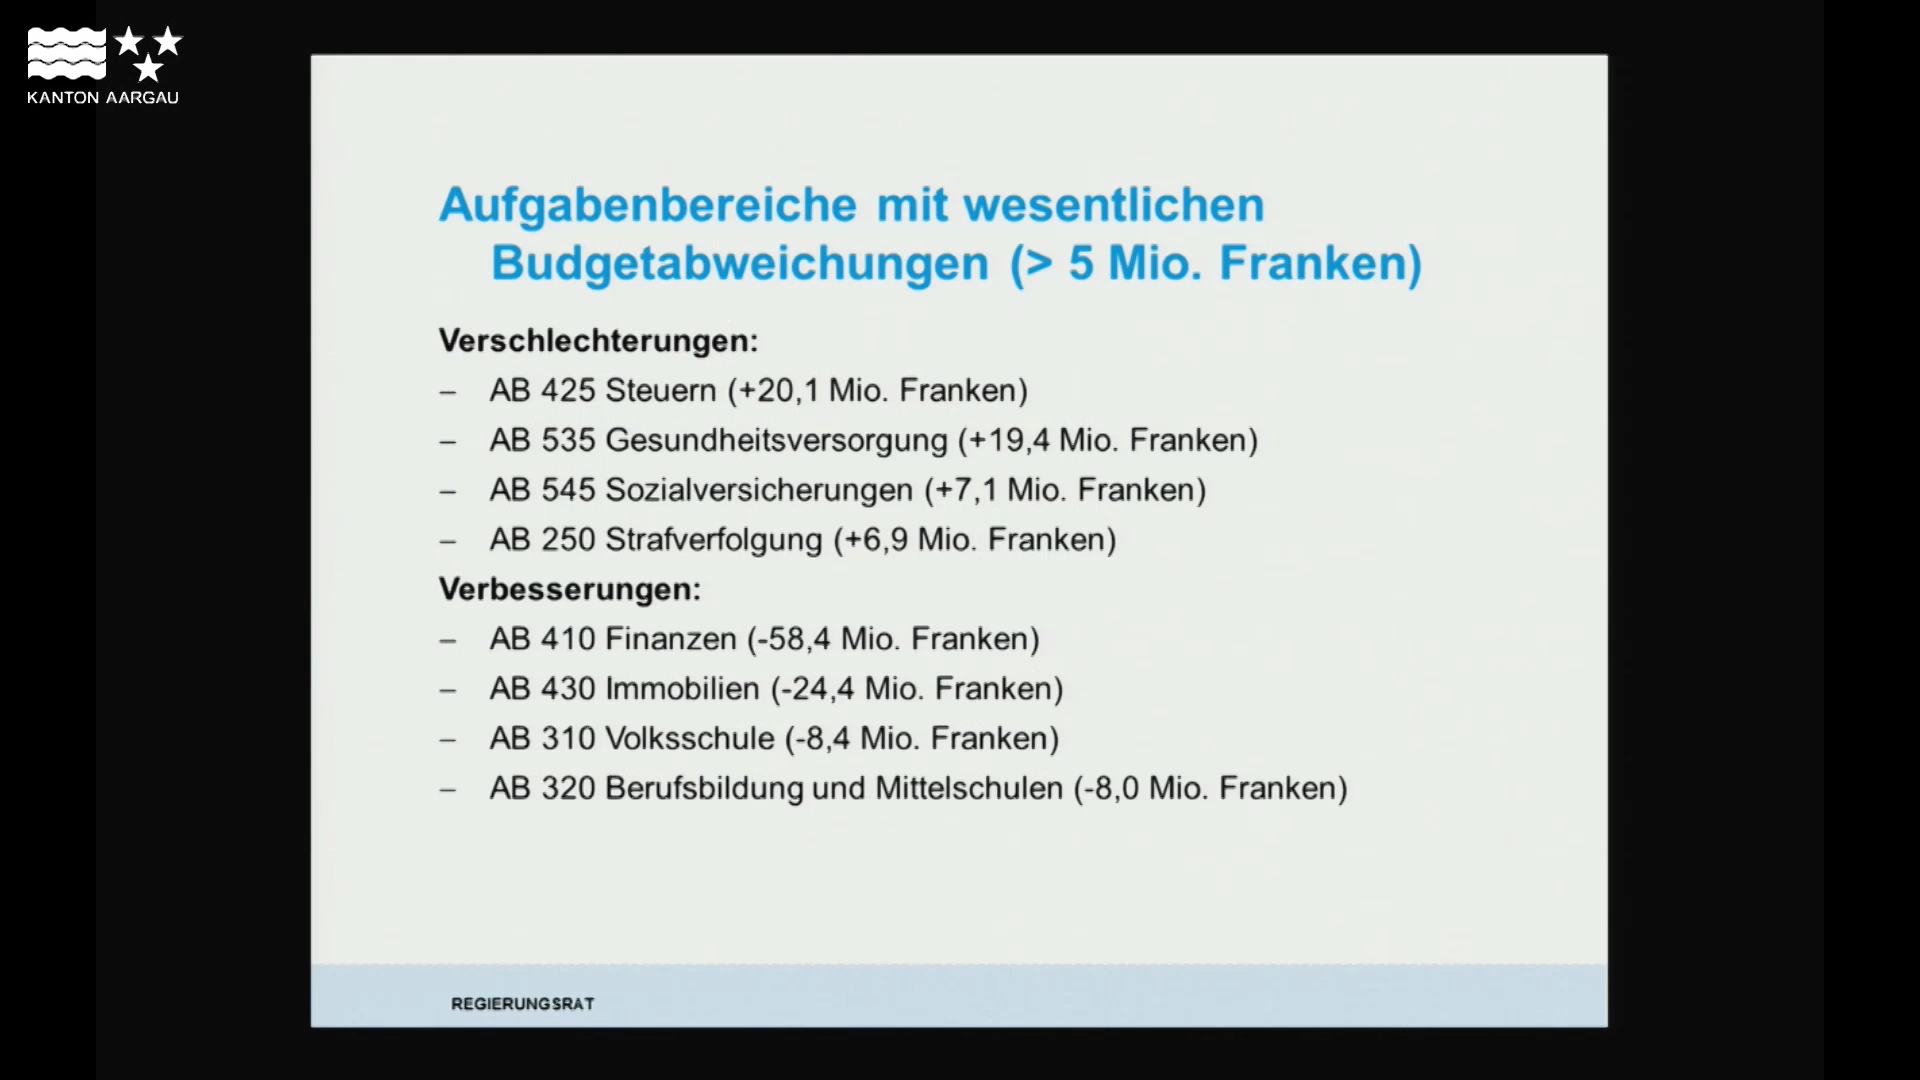 KANTON AARGAU
Aufgabenbereiche mit wesentlichen
Budgetabweichungen (> 5 Mio. Franken)
Verschlechterungen:
– AB 425 Steuern (+20,1 Mio. Franken)
– AB 535 Gesundheitsversorgung (+19,4 Mio. Franken)
– AB 545 Sozialversicherungen (+7,1 Mio. Franken)
– AB 250 Strafverfolgung (+6,9 Mio. Franken)
Verbesserungen:
– AB 410 Finanzen (-58,4 Mio. Franken)
– AB 430 Immobilien (-24,4 Mio. Franken)
– AB 310 Volksschule (-8,4 Mio. Franken)
– AB 320 Berufsbildung und Mittelschulen (-8,0 Mio. Franken)
REGIERUNGSRAT